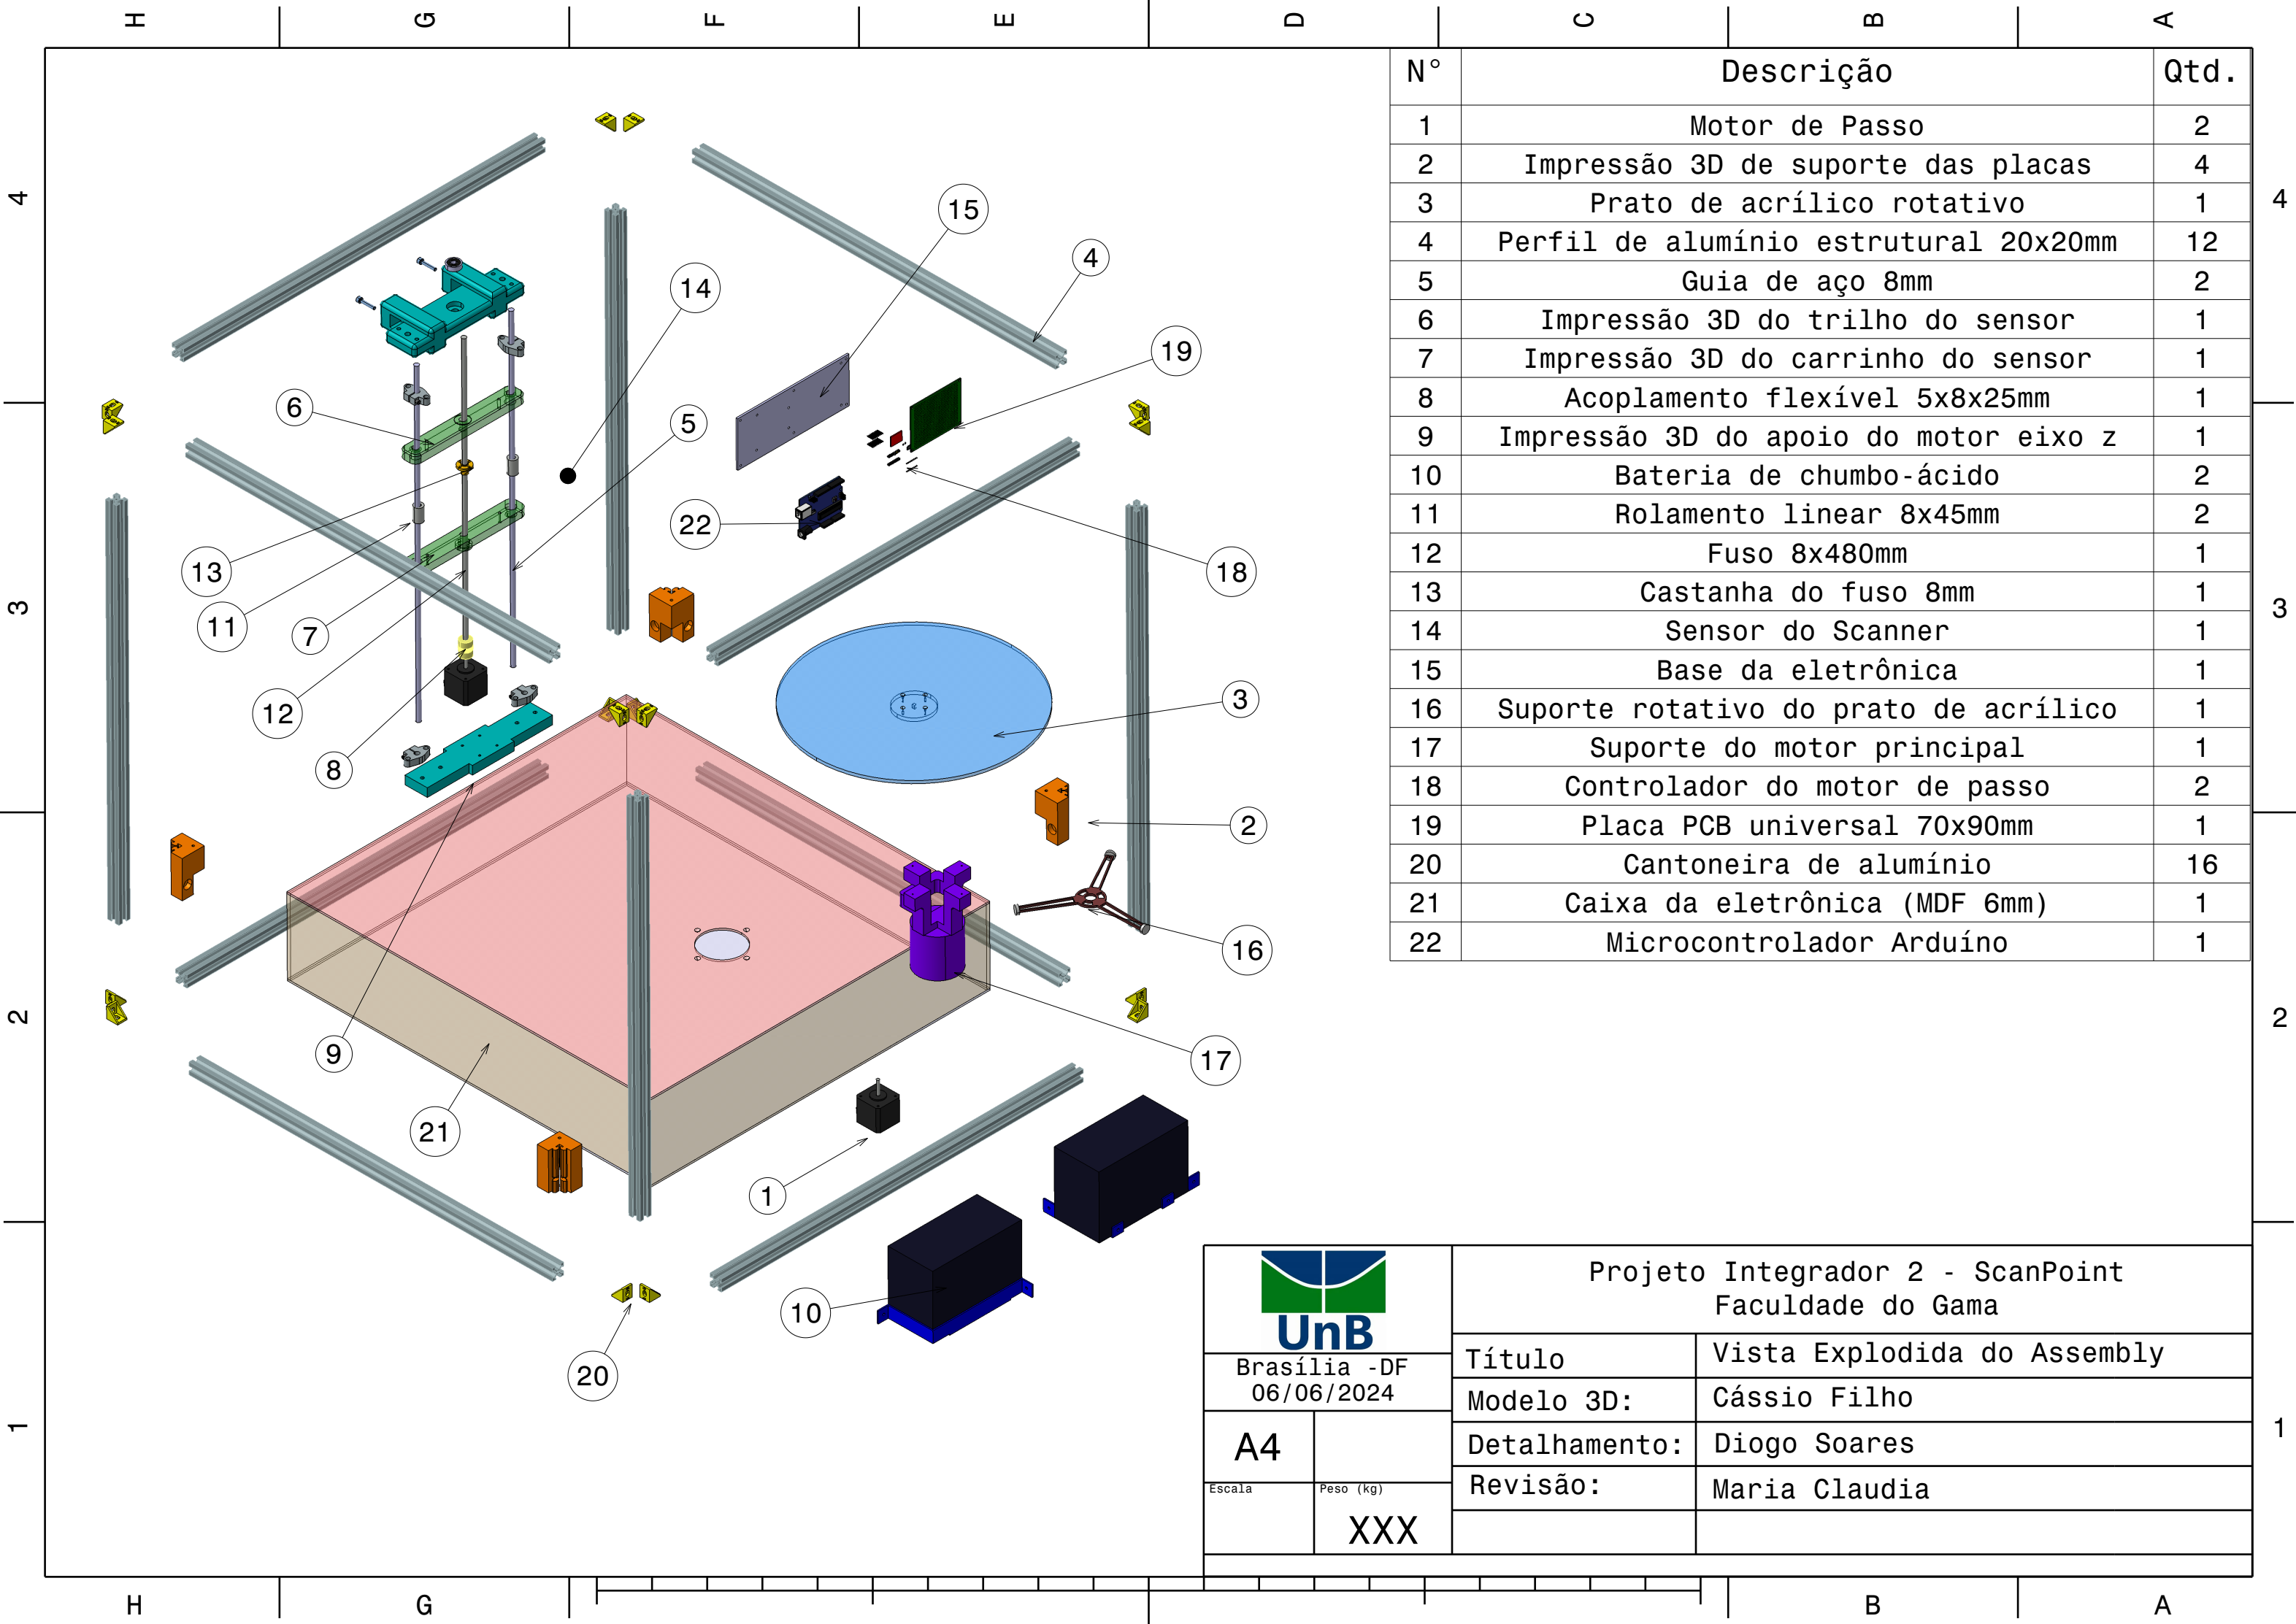 H G F E D C B A
N° Descrição Qtd.
1 Motor de Passo 2
2 Impressão 3D de suporte das placas 4
3 Prato de acrílico rotativo 1
4 Perfil de alumínio estrutural 20x20mm 12
5 Guia de aço 8mm 2
6 Impressão 3D do trilho do sensor 1
7 Impressão 3D do carrinho do sensor 1
8 Acoplamento flexível 5x8x25mm 1
9 Impressão 3D do apoio do motor eixo z 1
10 Bateria de chumbo-ácido 2
11 Rolamento linear 8x45mm 2
12 Fuso 8x480mm 1
13 Castanha do fuso 8mm 1
14 Sensor do Scanner 1
15 Base da eletrônica 1
16 Suporte rotativo do prato de acrílico 1
17 Suporte do motor principal 1
18 Controlador do motor de passo 2
19 Placa PCB universal 70x90mm 1
20 Cantoneira de alumínio 16
21 Caixa da eletrônica (MDF 6mm) 1
22 Microcontrolador Arduíno 1
4
4
3
3
2
2
1
1
15
4
14
19
6
5
22
13
18
11
7
12
3
8
2
16
9
17
21
1
10
20
UnB
Brasília -DF
06/06/2024
A4
Escala
Peso (kg)
XXX
Projeto Integrador 2 - ScanPoint
Faculdade do Gama
Título Vista Explodida do Assembly
Modelo 3D: Cássio Filho
Detalhamento: Diogo Soares
Revisão: Maria Claudia
H G B A